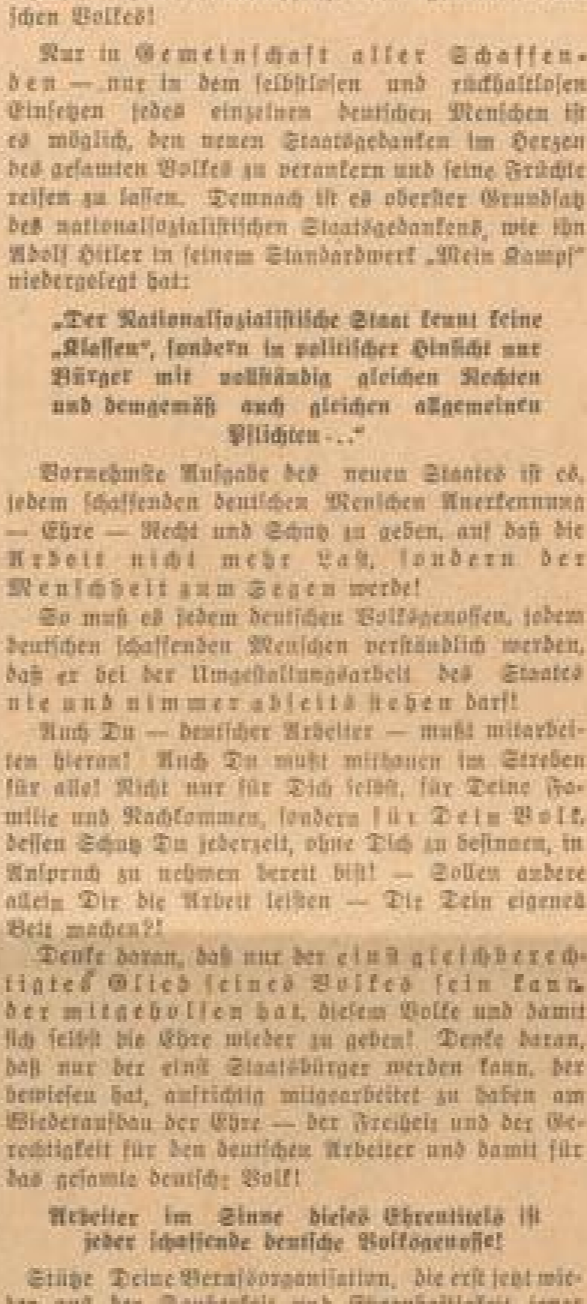 schen Volkes!
Nur in Gemeinschaft aller Schaffen-
den — nur in dem selbstlosen und rückhaltlosen
Einsetzen jedes einzelnen deutschen Menschen ist
es möglich, den neuen Staatsgedanken im Herzen
des gesamten Volkes zu verankern und seine Früchte
reifen zu lassen. Demnach ist es oberster Grundsatz
des nationalsozialistischen Staatsgedankens, wie ihn
Adolf Hitler in seinem Standardwerk „Mein Kampf“
niedergelegt hat:
„Der Nationalsozialistische Staat kennt keine
„Klassen“, sondern in politischer Hinsicht nur
Bürger mit vollständig gleichen Rechten
und demgemäß auch gleichen allgemeinen
Pflichten ...“
Vornehmste Aufgabe des neuen Staates ist es,
jedem schaffenden deutschen Menschen Anerkennung
— Ehre — Recht und Schutz zu geben, auf daß die
Arbeit nicht mehr Last, sondern der
Menschheit zum Segen werde!
So muß es jedem deutschen Volksgenossen, jedem
deutschen schaffenden Menschen verständlich werden,
daß er bei der Umgestaltungsarbeit des Staates
nie und nimmer abseits stehen darf!
Auch Du — deutscher Arbeiter — mußt mitarbei-
ten hieran! Auch Du mußt mitbauen im Streben
für alle! Nicht nur für Dich selbst, für Deine Fa-
milie und Nachkommen, sondern für Dein Volk,
dessen Schutz Du jederzeit, ohne Dich zu besinnen, in
Anspruch zu nehmen bereit bist! — Sollen andere
allein Dir die Arbeit leisten — Dir Dein eigenes
Bett machen?!
Denke daran, daß nur der einst gleichberech-
tigtes Glied seines Volkes sein kann,
der mitgeholfen hat, diesem Volke und damit
sich selbst die Ehre wieder zu geben! Denke daran,
daß nur der einst Staatsbürger werden kann, der
bewiesen hat, aufrichtig mitgearbeitet zu haben am
Wiederaufbau der Ehre — der Freiheit und der Ge-
rechtigkeit für den deutschen Arbeiter und damit für
das gesamte deutsche Volk!
Arbeiter im Sinne dieses Ehrentitels ist
jeder schaffende deutsche Volksgenosse!
Stütze Deine Berufsorganisation, die erst jetzt wie-